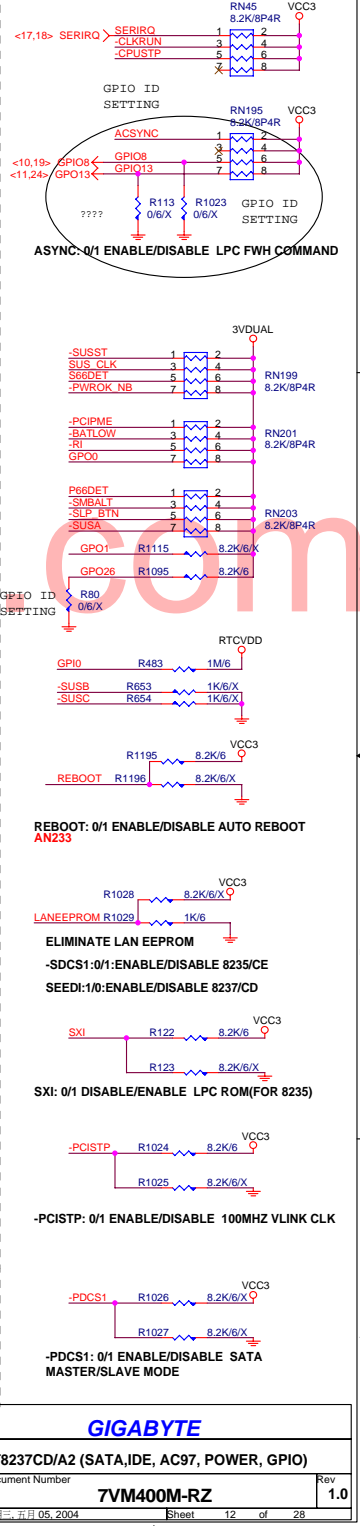 RN45 VCC3
8.2K/8P4R
<17,18> SERIRQ SERIRQ 1 2
-CLKRUN 3 4
-CPUSTP 5 6
7 8
GPIO ID
SETTING
RN195 VCC3
8.2K/8P4R
ACSYNC 1 2
3 4
<10,19> GPIO8 GPIO8 5 6
<11,24> GPO13 GPIO13 7 8
R113 R1023 GPIO ID
???? 0/6/X 0/6/X SETTING
ASYNC: 0/1 ENABLE/DISABLE LPC FWH COMMAND
3VDUAL
-SUSST 1 2
SUS_CLK 3 4
S66DET 5 6 RN199
-PWROK_NB 7 8 8.2K/8P4R
-PCIPME 1 2
-BATLOW 3 4
-RI 5 6 RN201
GPO0 7 8 8.2K/8P4R
P66DET 1 2
-SMBALT 3 4
-SLP_BTN 5 6 RN203
-SUSA 7 8 8.2K/8P4R
GPO1 R1115 8.2K/6/X
.com
GPO26 R1095 8.2K/6
GPIO ID R80
SETTING 0/6/X
RTCVDD
GPI0 R483 1M/6
-SUSB R653 1K/6/X
-SUSC R654 1K/6/X
VCC3
R1195 8.2K/6
REBOOT R1196 8.2K/6/X
REBOOT: 0/1 ENABLE/DISABLE AUTO REBOOT
AN233
VCC3
R1028 8.2K/6/X
LANEEPROM R1029 1K/6
ELIMINATE LAN EEPROM
-SDCS1:0/1:ENABLE/DISABLE 8235/CE
SEEDI:1/0:ENABLE/DISABLE 8237/CD
VCC3
SXI R122 8.2K/6
R123 8.2K/6/X
SXI: 0/1 DISABLE/ENABLE LPC ROM(FOR 8235)
VCC3
-PCISTP R1024 8.2K/6
R1025 8.2K/6/X
-PCISTP: 0/1 ENABLE/DISABLE 100MHZ VLINK CLK
VCC3
-PDCS1 R1026 8.2K/6/X
R1027 8.2K/6/X
-PDCS1: 0/1 ENABLE/DISABLE SATA
MASTER/SLAVE MODE
GIGABYTE
8237CD/A2 (SATA,IDE, AC97, POWER, GPIO)
cument Number Rev
7VM400M-RZ 1.0
三, 五月 05, 2004 Sheet 12 of 28